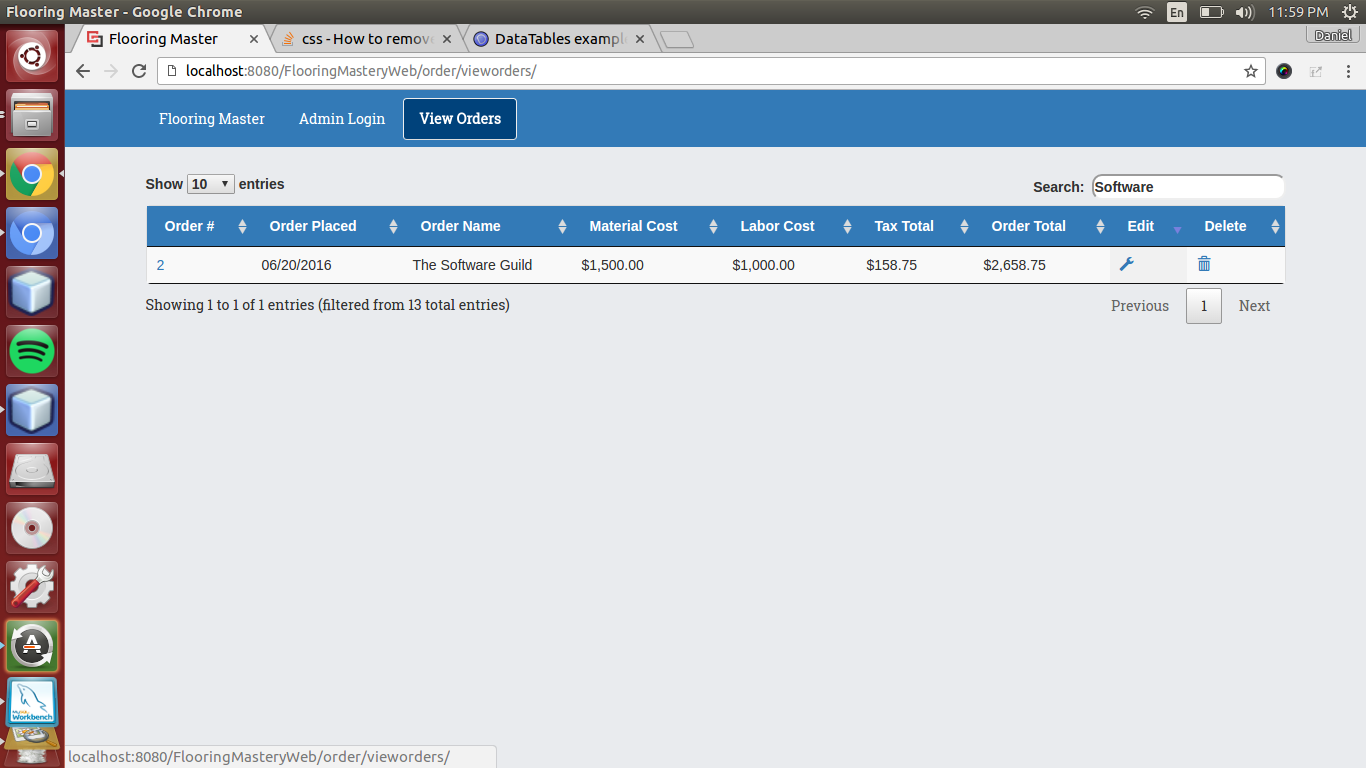 Flooring Master - Google Chrome
En
11:59 PM
Flooring Master
css - How to remove
DataTables example
Daniel
localhost:8080/FlooringMasteryWeb/order/vieworders/
Flooring Master Admin Login View Orders
Show 10 entries
Search: Software
Order # Order Placed Order Name Material Cost Labor Cost Tax Total Order Total Edit Delete
2 06/20/2016 The Software Guild $1,500.00 $1,000.00 $158.75 $2,658.75
Showing 1 to 1 of 1 entries (filtered from 13 total entries)
Previous 1 Next
A
MySQL
Workbench
localhost:8080/FlooringMasteryWeb/order/vieworders/